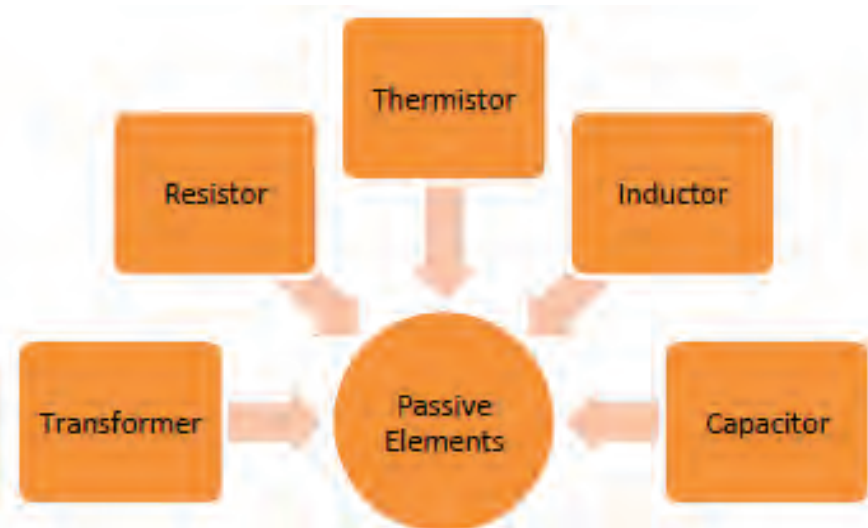 Thermistor
Resistor
Inductor
Transformer
Passive
Elements
Capacitor